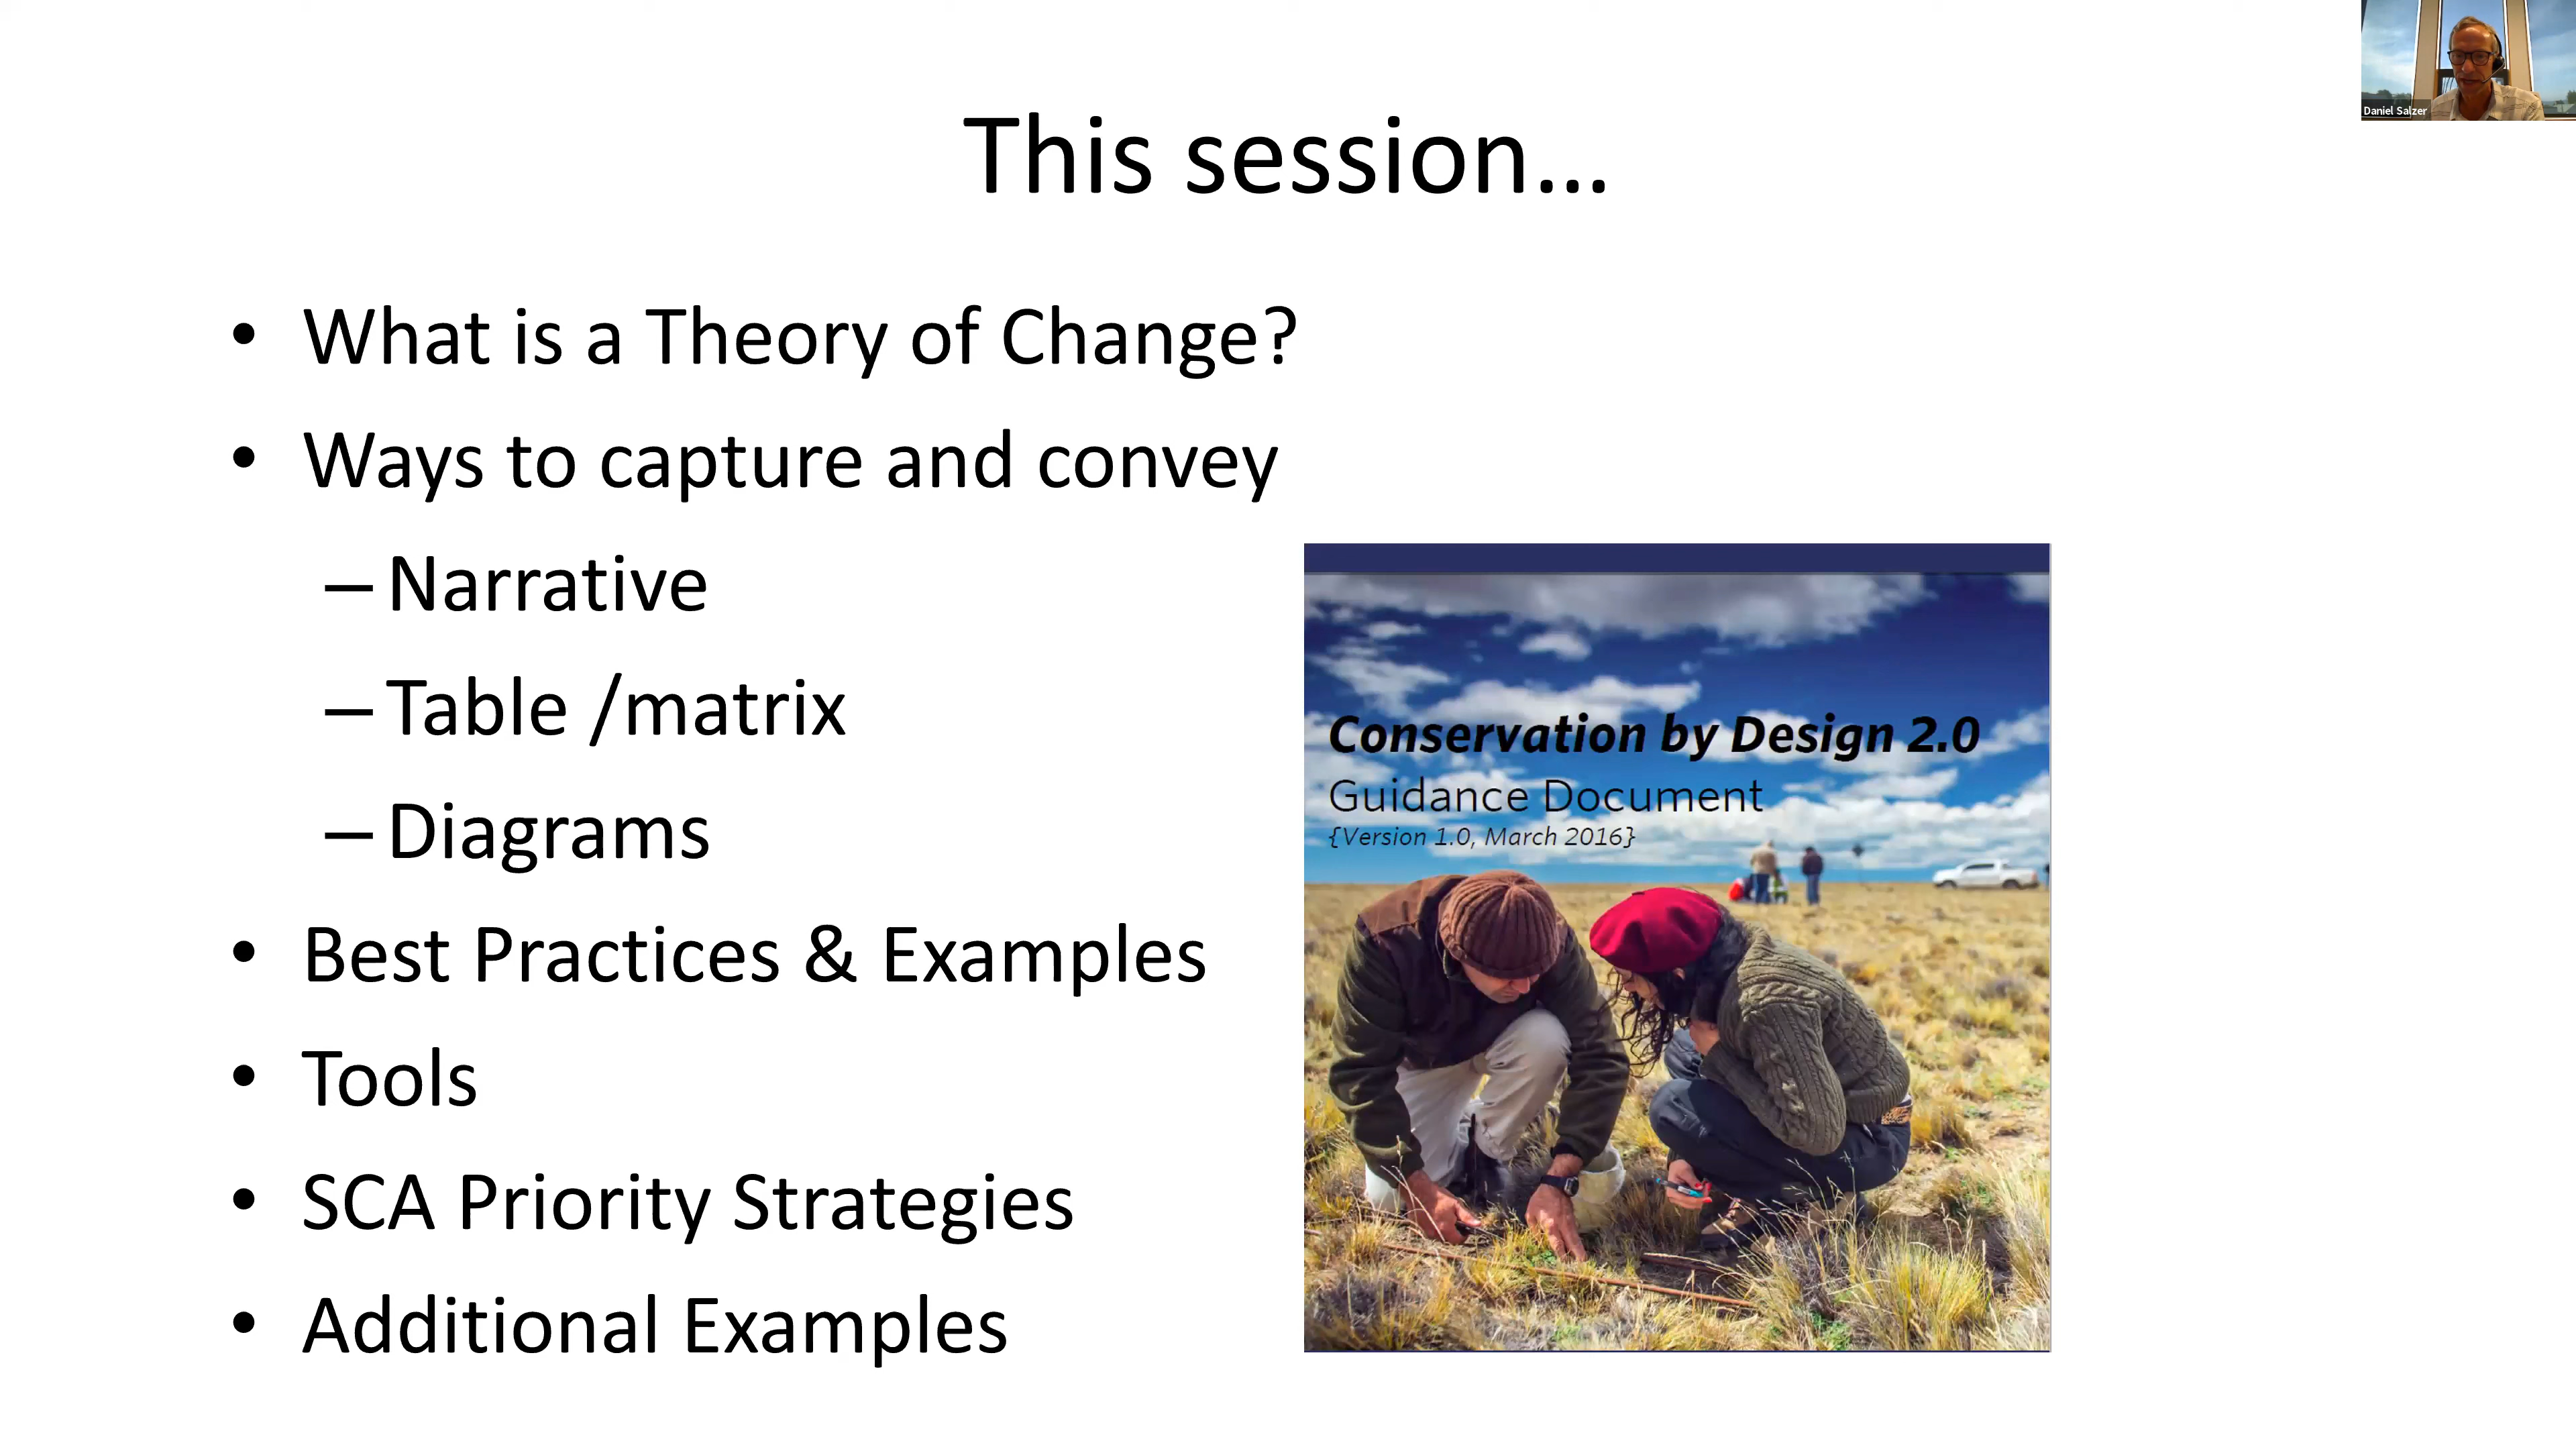 Daniel Salzer
This session...
• What is a Theory of Change?
• Ways to capture and convey
– Narrative
– Table /matrix
– Diagrams
• Best Practices & Examples
• Tools
• SCA Priority Strategies
• Additional Examples
Conservation by Design 2.0
Guidance Document
{Version 1.0, March 2016}